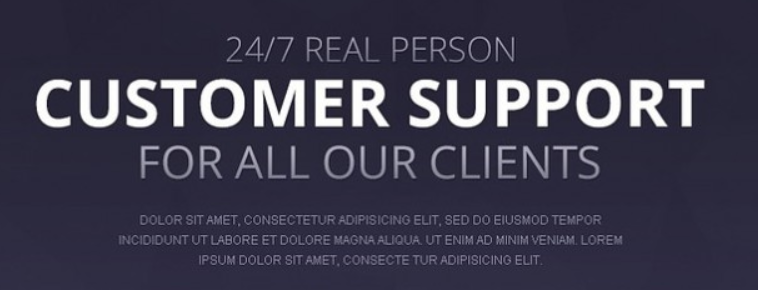 24/7 REAL PERSON
CUSTOMER SUPPORT
FOR ALL OUR CLIENTS
DOLOR SIT AMET, CONSECTETUR ADIPISICING ELIT, SED DO EIUSMOD TEMPOR
INCIDIDUNT UT LABORE ET DOLORE MAGNA ALIQUA. UT ENIM AD MINIM VENIAM. LOREM
IPSUM DOLOR SIT AMET, CONSECTE TUR ADIPISICING ELIT.